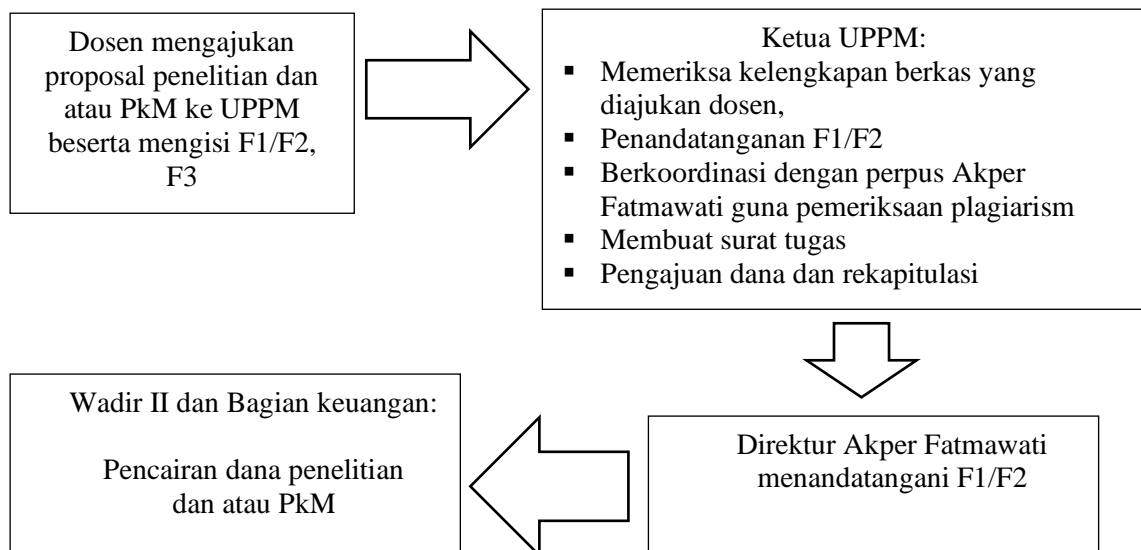 Dosen mengajukan
proposal penelitian dan
atau PkM ke UPPM
beserta mengisi F1/F2,
F3
Ketua UPPM:
▪ Memeriksa kelengkapan berkas yang
diajukan dosen,
▪ Penandatanganan F1/F2
▪ Berkoordinasi dengan perpus Akper
Fatmawati guna pemeriksaan plagiarism
▪ Membuat surat tugas
▪ Pengajuan dana dan rekapitulasi
Direktur Akper Fatmawati
menandatangani F1/F2
Wadir II dan Bagian keuangan:
Pencairan dana penelitian
dan atau PkM